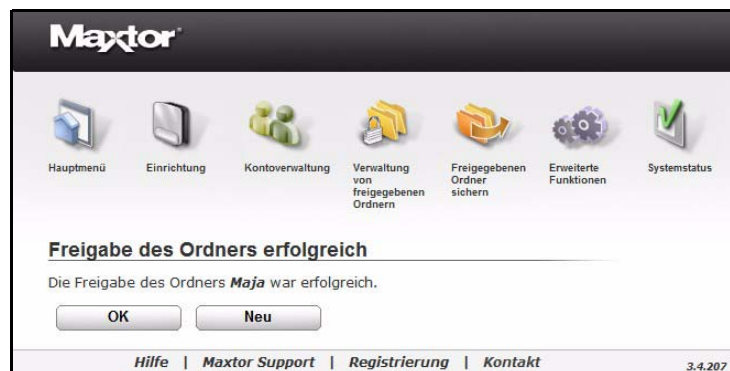 Maxtor
Hauptmenü
Einrichtung
Kontoverwaltung
Verwaltung
von
freigegebenen
Ordnern
Freigegebenen
Ordner
sichern
Erweiterte
Funktionen
Systemstatus
Freigabe des Ordners erfolgreich
Die Freigabe des Ordners Maja war erfolgreich.
OK
Neu
Hilfe | Maxtor Support | Registrierung | Kontakt
3.4.207